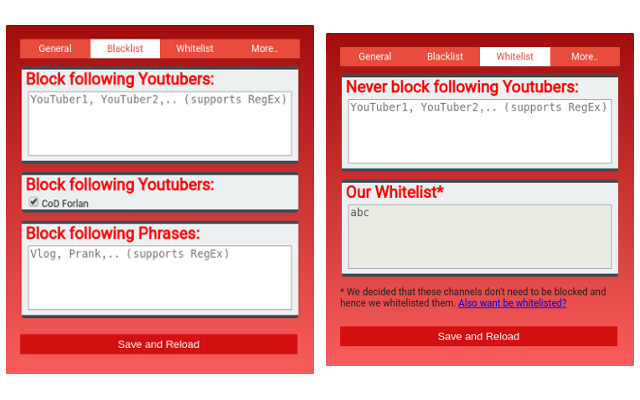 General Blacklist Whitelist More..
Block following Youtubers:
YouTuber1, YouTuber2,.. (supports RegEx)
Block following Youtubers:
CoD Forlan
Block following Phrases:
Vlog, Prank,.. (supports RegEx)
Save and Reload
General Blacklist Whitelist More..
Never block following Youtubers:
YouTuber1, YouTuber2,.. (supports RegEx)
Our Whitelist*
abc
* We decided that these channels don't need to be blocked and
hence we whitelisted them. Also want be whitelisted?
Save and Reload